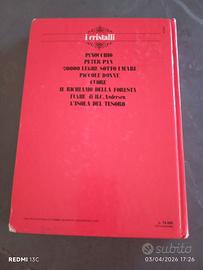 i cristalli
PINOCCHIO
PETER PAN
20000 LEGHE SOTTO I MARI
PICCOLE DONNE
CUORE
IL RICHIAMO DELLA FORESTA
FIABE di H.C. Andersen
L'ISOLA DEL TESORO
REDMI 13C
Subito
03/04/2026 17:26